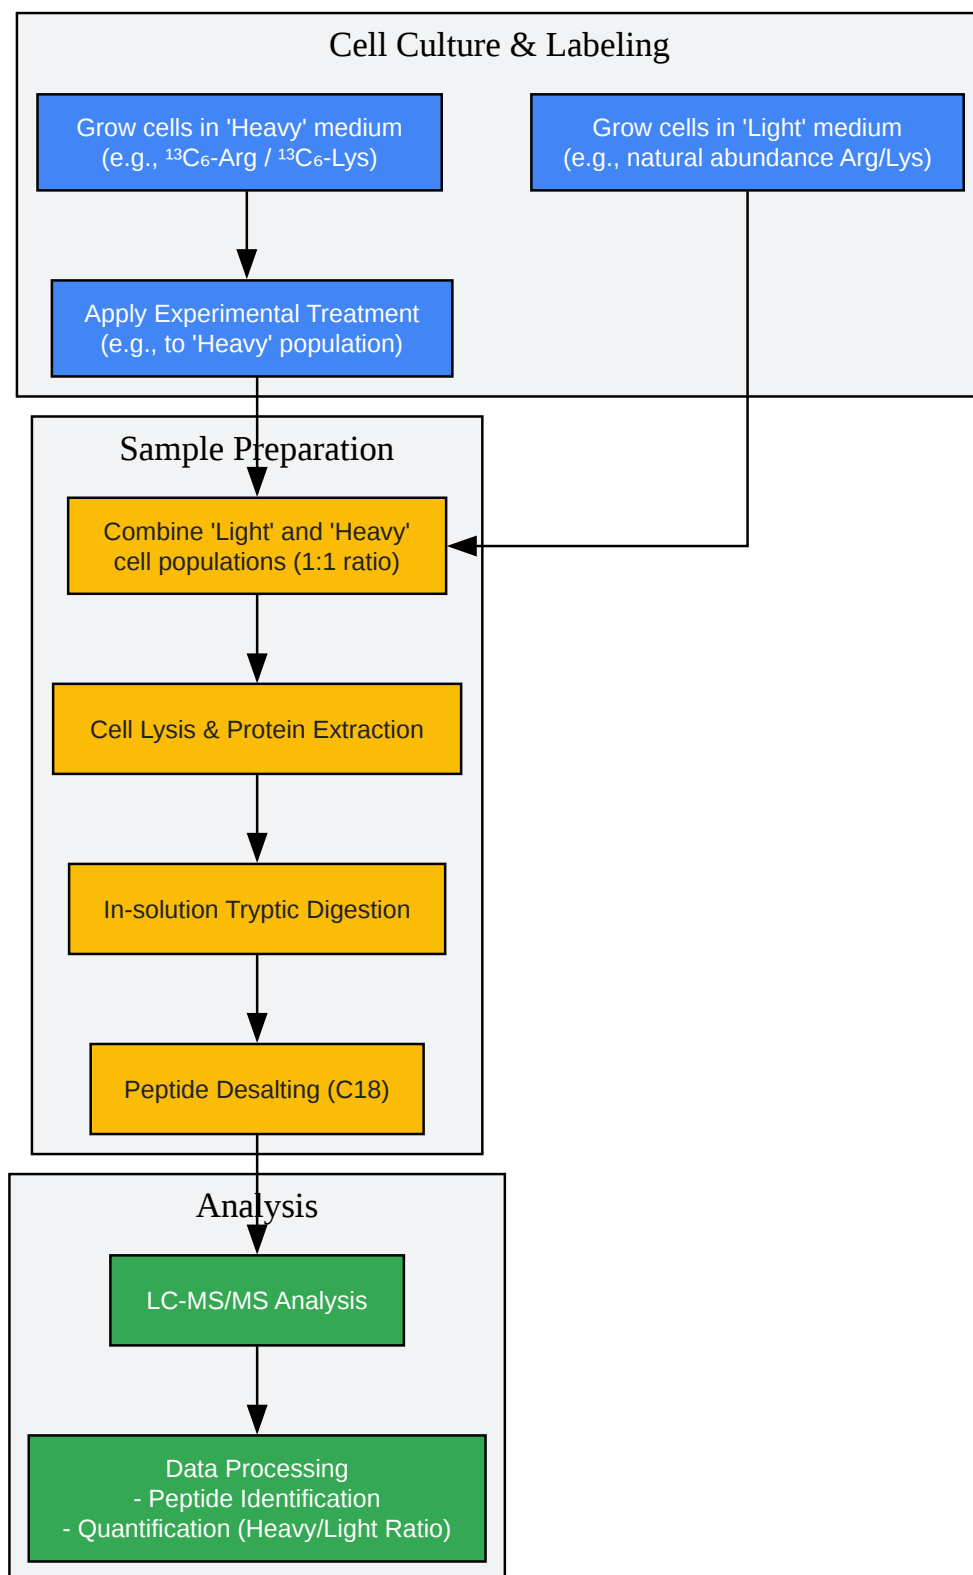 Cell Culture & Labeling
Grow cells in 'Heavy' medium
(e.g., ¹³C₆-Arg / ¹³C₆-Lys)
Grow cells in 'Light' medium
(e.g., natural abundance Arg/Lys)
Apply Experimental Treatment
(e.g., to 'Heavy' population)
Sample Preparation
Combine 'Light' and 'Heavy'
cell populations (1:1 ratio)
Cell Lysis & Protein Extraction
In-solution Tryptic Digestion
Peptide Desalting (C18)
Analysis
LC-MS/MS Analysis
Data Processing
- Peptide Identification
- Quantification (Heavy/Light Ratio)